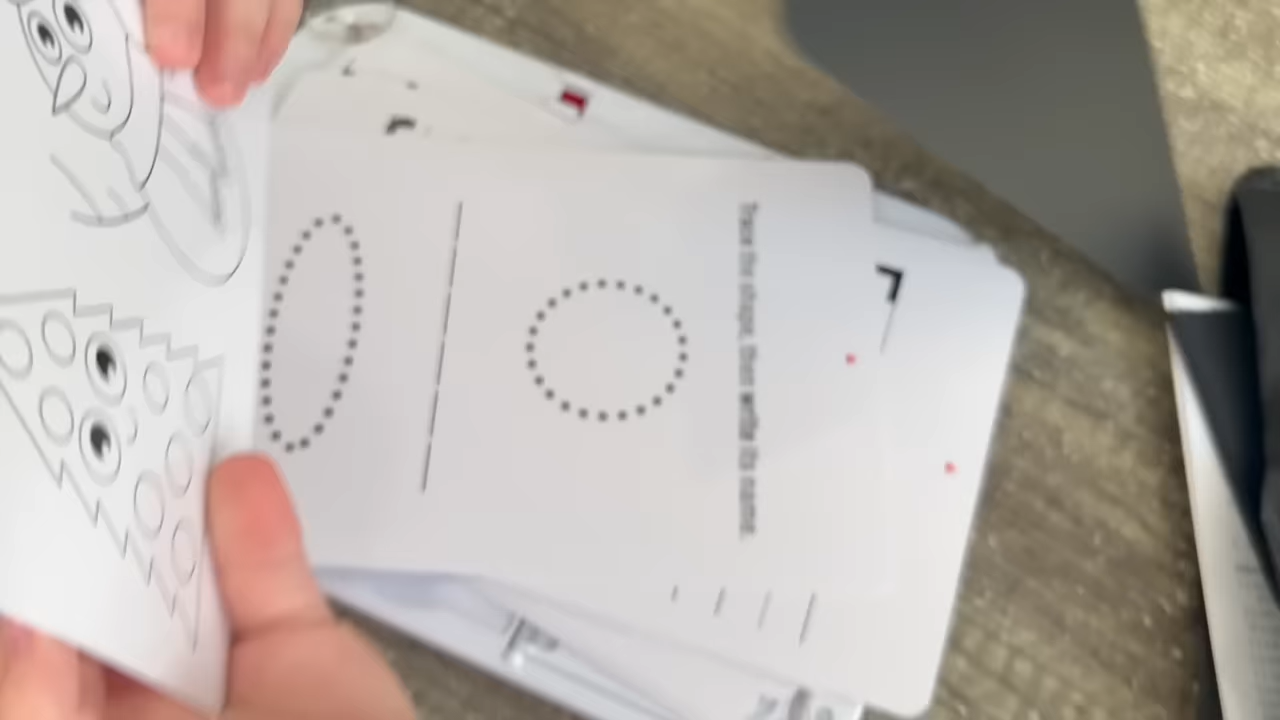 Trace the shape, then write its name.